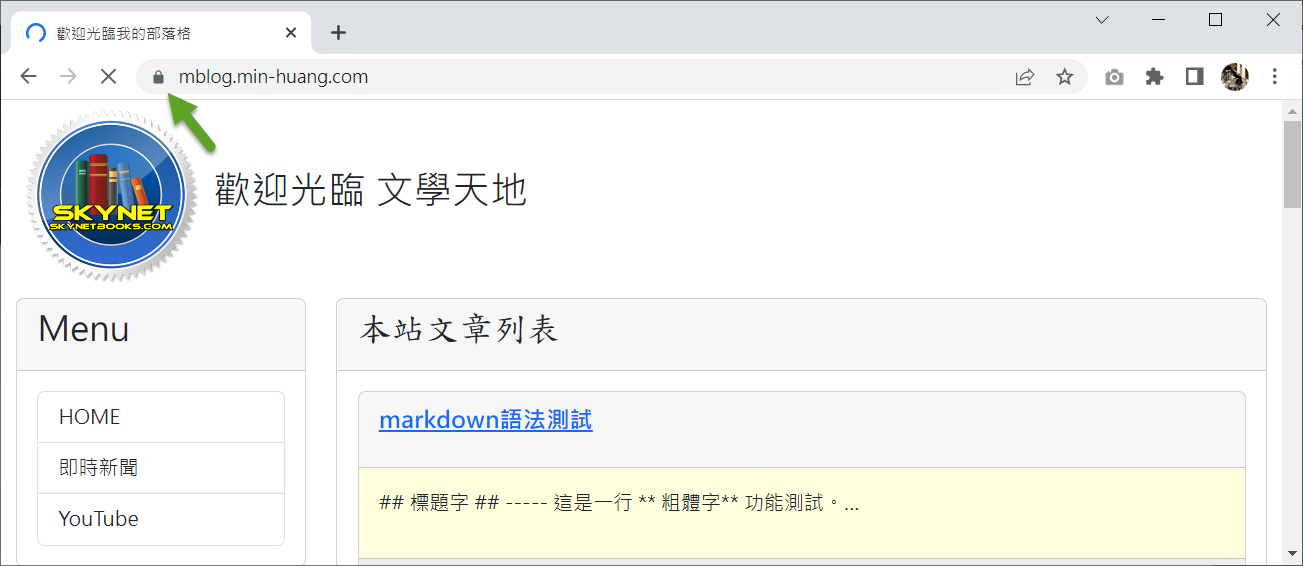 歡迎光臨我的部落格
mblog.min-huang.com
SKYNET
SKYNETBOOKS.COM
歡迎光臨 文學天地
Menu
HOME
即時新聞
YouTube
本站文章列表
markdown語法測試
## 標題字 ## ----- 這是一行 ** 粗體字** 功能測試。...